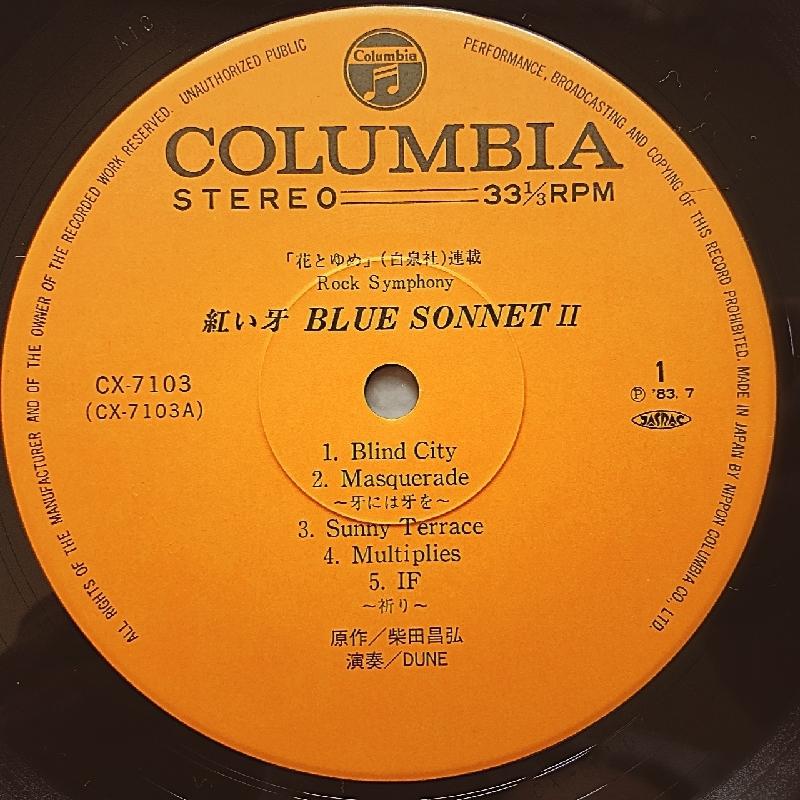 Columbia
COLUMBIA
STEREO 33⅓RPM
「花とゆめ」(白泉社)連載
Rock Symphony
紅い牙 BLUE SONNET II
CX-7103
(CX-7103A)
1
Ⓟ '83. 7
JASRAC
1. Blind City
2. Masquerade
〜牙には牙を〜
3. Sunny Terrace
4. Multiplies
5. IF
〜祈り〜
原作／柴田昌弘
演奏／DUNE
ALL RIGHTS OF THE MANUFACTURER AND OF THE OWNER OF THE RECORDED WORK RESERVED. UNAUTHORIZED PUBLIC PERFORMANCE, BROADCASTING AND COPYING OF THIS RECORD PROHIBITED. MADE IN JAPAN BY NIPPON COLUMBIA CO., LTD.